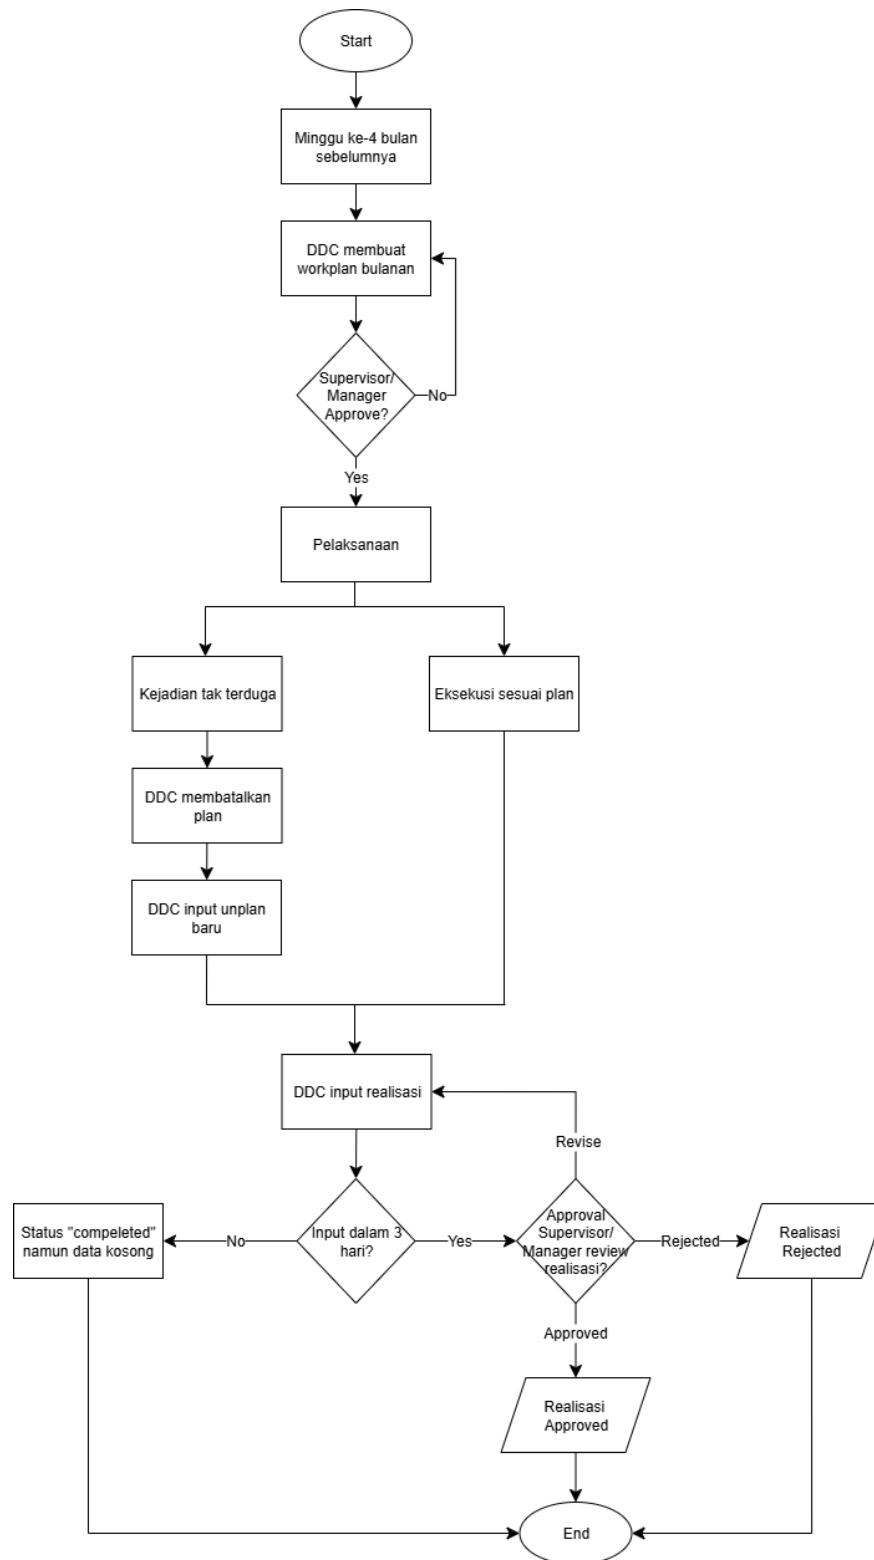 Start
Minggu ke-4 bulan
sebelumnya
DDC membuat
workplan bulanan
Supervisor/
Manager
Approve?
No
Yes
Pelaksanaan
Kejadian tak terduga
Eksekusi sesuai plan
DDC membatalkan
plan
DDC input unplan
baru
DDC input realisasi
Revise
Status "compeleted"
namun data kosong
No
Input dalam 3
hari?
Yes
Approval
Supervisor/
Manager review
realisasi?
Rejected
Realisasi
Rejected
Approved
Realisasi
Approved
End